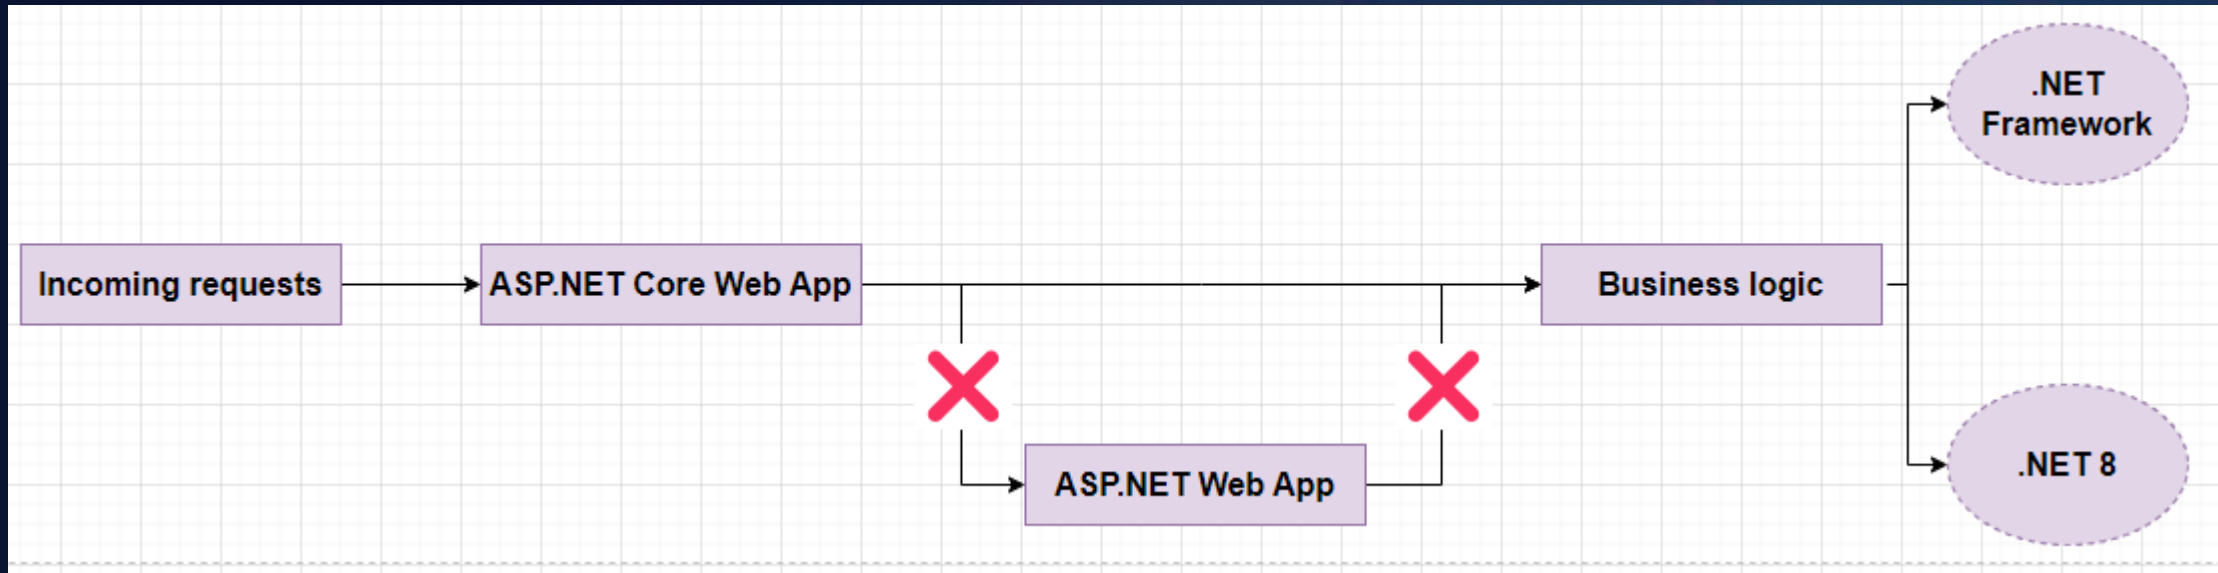 .NET
Framework
Incoming requests
ASP.NET Core Web App
Business logic
ASP.NET Web App
.NET 8